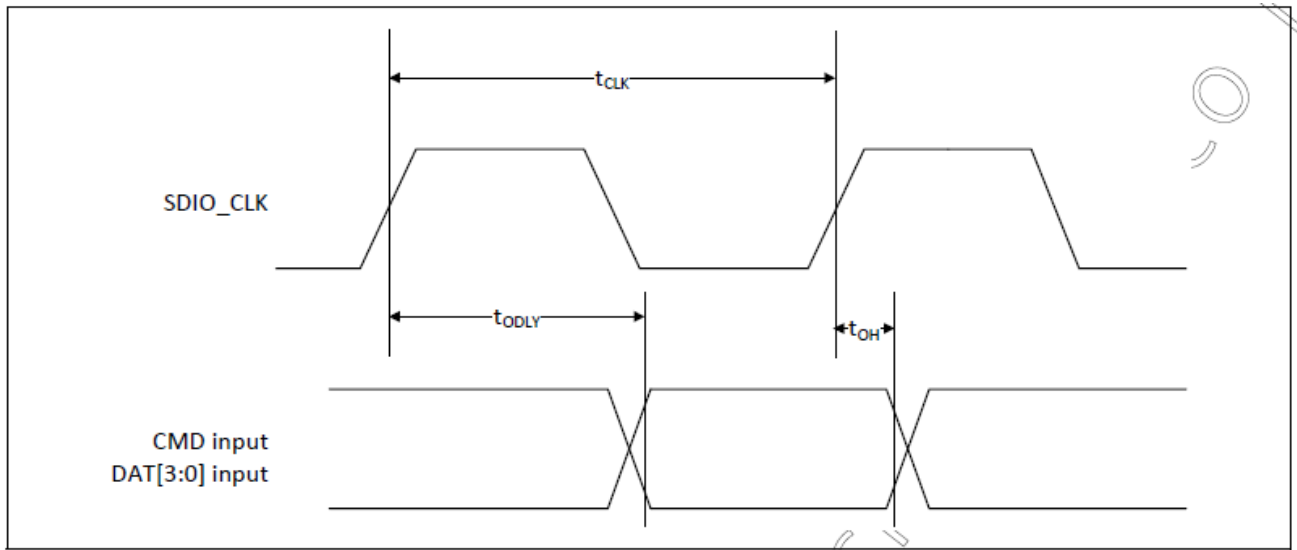 tCLK
SDIO_CLK
tODLY
tOH
CMD input
DAT[3:0] input